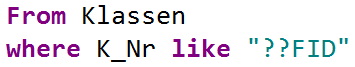 From Klassen
where K_Nr like "??FID"